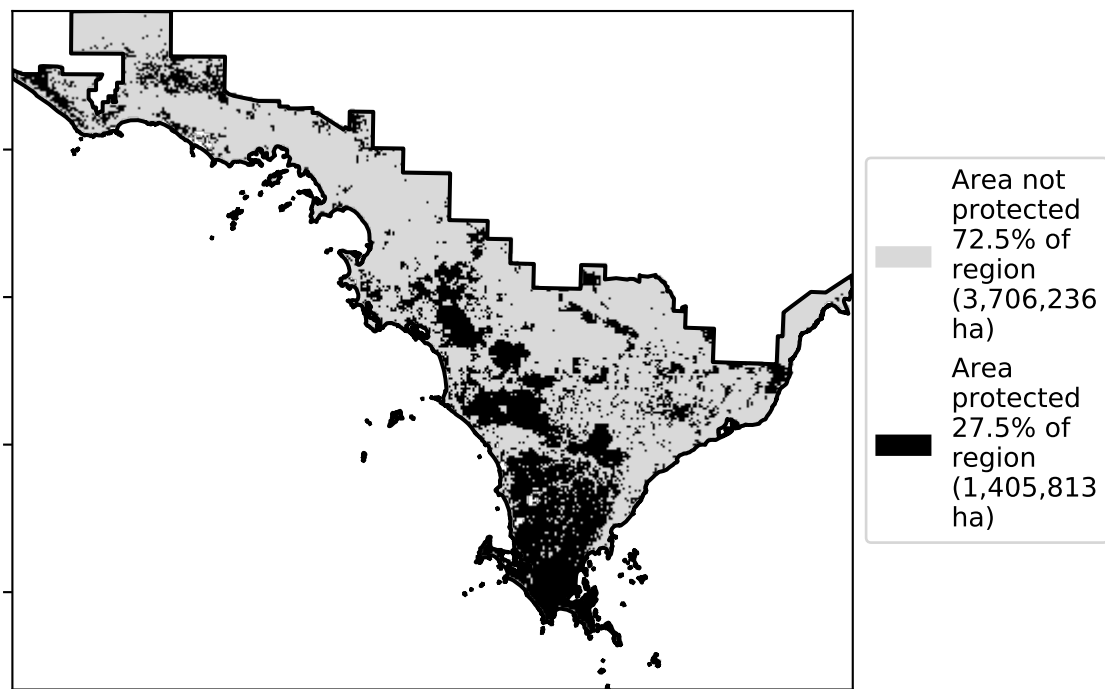 Area not
protected
72.5% of
region
(3,706,236
ha)
Area
protected
27.5% of
region
(1,405,813
ha)